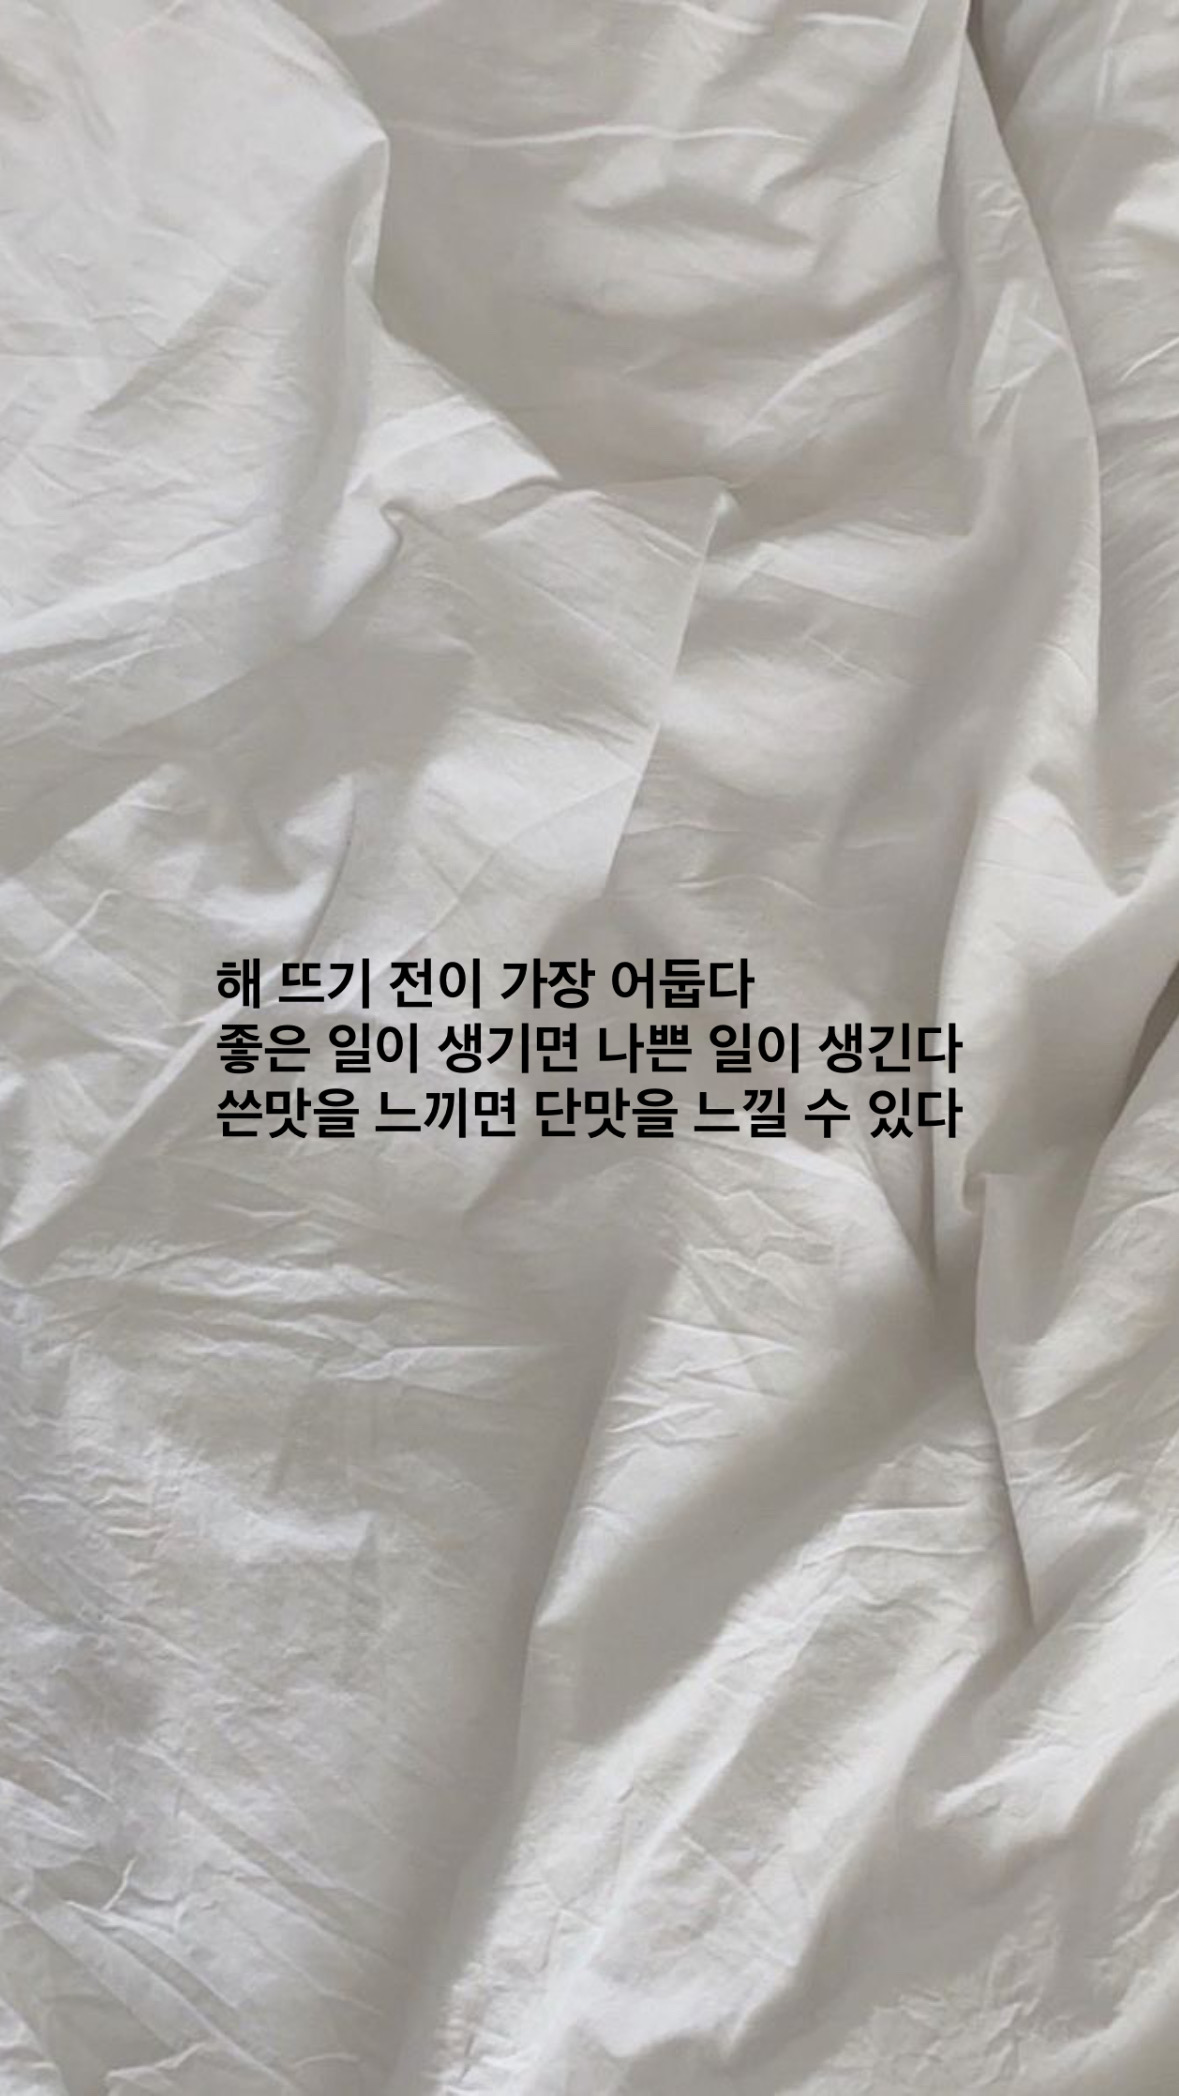 해 뜨기 전이 가장 어둡다
좋은 일이 생기면 나쁜 일이 생긴다
쓴맛을 느끼면 단맛을 느낄 수 있다